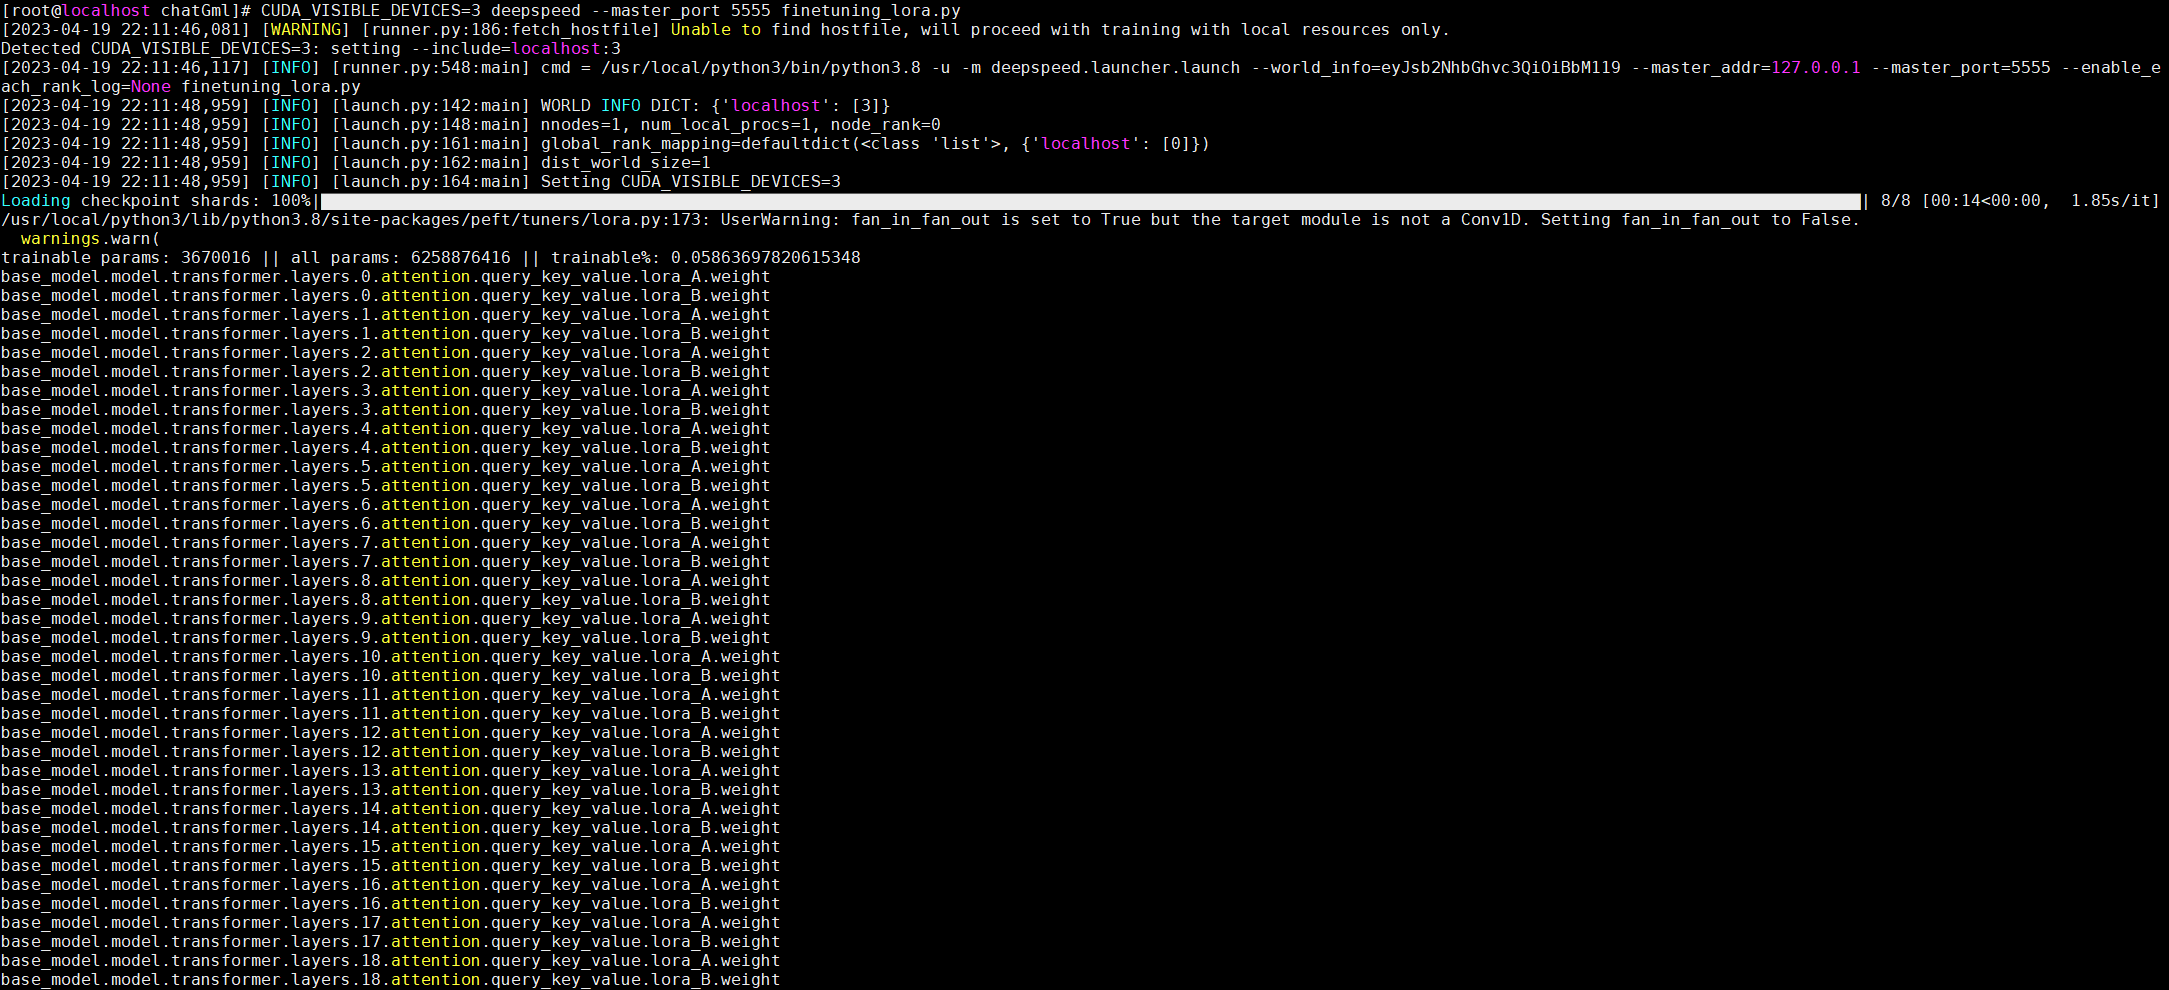 [root@localhost chatGml]# CUDA_VISIBLE_DEVICES=3 deepspeed --master_port 5555 finetuning_lora.py
[2023-04-19 22:11:46,081] [WARNING] [runner.py:186:fetch_hostfile] Unable to find hostfile, will proceed with training with local resources only.
Detected CUDA_VISIBLE_DEVICES=3: setting --include=localhost:3
[2023-04-19 22:11:46,117] [INFO] [runner.py:548:main] cmd = /usr/local/python3/bin/python3.8 -u -m deepspeed.launcher.launch --world_info=eyJsb2NhbGhvc3QiOiBbM119 --master_addr=127.0.0.1 --master_port=5555 --enable_e
ach_rank_log=None finetuning_lora.py
[2023-04-19 22:11:48,959] [INFO] [launch.py:142:main] WORLD INFO DICT: {'localhost': [3]}
[2023-04-19 22:11:48,959] [INFO] [launch.py:148:main] nnodes=1, num_local_procs=1, node_rank=0
[2023-04-19 22:11:48,959] [INFO] [launch.py:161:main] global_rank_mapping=defaultdict(<class 'list'>, {'localhost': [0]})
[2023-04-19 22:11:48,959] [INFO] [launch.py:162:main] dist_world_size=1
[2023-04-19 22:11:48,959] [INFO] [launch.py:164:main] Setting CUDA_VISIBLE_DEVICES=3
Loading checkpoint shards: 100%|██████████| 8/8 [00:14<00:00,  1.85s/it]
/usr/local/python3/lib/python3.8/site-packages/peft/tuners/lora.py:173: UserWarning: fan_in_fan_out is set to True but the target module is not a Conv1D. Setting fan_in_fan_out to False.
  warnings.warn(
trainable params: 3670016 || all params: 6258876416 || trainable%: 0.05863697820615348
base_model.model.transformer.layers.0.attention.query_key_value.lora_A.weight
base_model.model.transformer.layers.0.attention.query_key_value.lora_B.weight
base_model.model.transformer.layers.1.attention.query_key_value.lora_A.weight
base_model.model.transformer.layers.1.attention.query_key_value.lora_B.weight
base_model.model.transformer.layers.2.attention.query_key_value.lora_A.weight
base_model.model.transformer.layers.2.attention.query_key_value.lora_B.weight
base_model.model.transformer.layers.3.attention.query_key_value.lora_A.weight
base_model.model.transformer.layers.3.attention.query_key_value.lora_B.weight
base_model.model.transformer.layers.4.attention.query_key_value.lora_A.weight
base_model.model.transformer.layers.4.attention.query_key_value.lora_B.weight
base_model.model.transformer.layers.5.attention.query_key_value.lora_A.weight
base_model.model.transformer.layers.5.attention.query_key_value.lora_B.weight
base_model.model.transformer.layers.6.attention.query_key_value.lora_A.weight
base_model.model.transformer.layers.6.attention.query_key_value.lora_B.weight
base_model.model.transformer.layers.7.attention.query_key_value.lora_A.weight
base_model.model.transformer.layers.7.attention.query_key_value.lora_B.weight
base_model.model.transformer.layers.8.attention.query_key_value.lora_A.weight
base_model.model.transformer.layers.8.attention.query_key_value.lora_B.weight
base_model.model.transformer.layers.9.attention.query_key_value.lora_A.weight
base_model.model.transformer.layers.9.attention.query_key_value.lora_B.weight
base_model.model.transformer.layers.10.attention.query_key_value.lora_A.weight
base_model.model.transformer.layers.10.attention.query_key_value.lora_B.weight
base_model.model.transformer.layers.11.attention.query_key_value.lora_A.weight
base_model.model.transformer.layers.11.attention.query_key_value.lora_B.weight
base_model.model.transformer.layers.12.attention.query_key_value.lora_A.weight
base_model.model.transformer.layers.12.attention.query_key_value.lora_B.weight
base_model.model.transformer.layers.13.attention.query_key_value.lora_A.weight
base_model.model.transformer.layers.13.attention.query_key_value.lora_B.weight
base_model.model.transformer.layers.14.attention.query_key_value.lora_A.weight
base_model.model.transformer.layers.14.attention.query_key_value.lora_B.weight
base_model.model.transformer.layers.15.attention.query_key_value.lora_A.weight
base_model.model.transformer.layers.15.attention.query_key_value.lora_B.weight
base_model.model.transformer.layers.16.attention.query_key_value.lora_A.weight
base_model.model.transformer.layers.16.attention.query_key_value.lora_B.weight
base_model.model.transformer.layers.17.attention.query_key_value.lora_A.weight
base_model.model.transformer.layers.17.attention.query_key_value.lora_B.weight
base_model.model.transformer.layers.18.attention.query_key_value.lora_A.weight
base_model.model.transformer.layers.18.attention.query_key_value.lora_B.weight